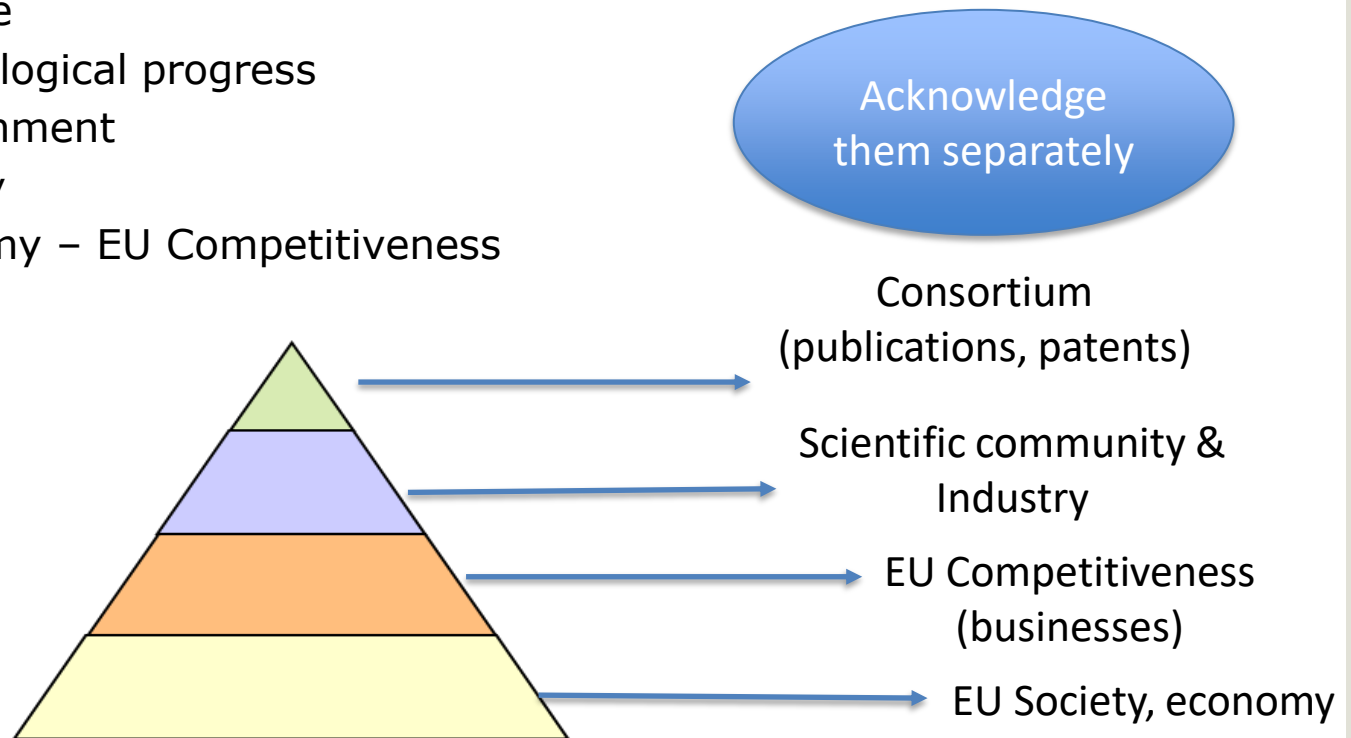 e
logical progress
nment
y
my – EU Competitiveness
Acknowledge
them separately
Consortium
(publications, patents)
Scientific community &
Industry
EU Competitiveness
(businesses)
EU Society, economy